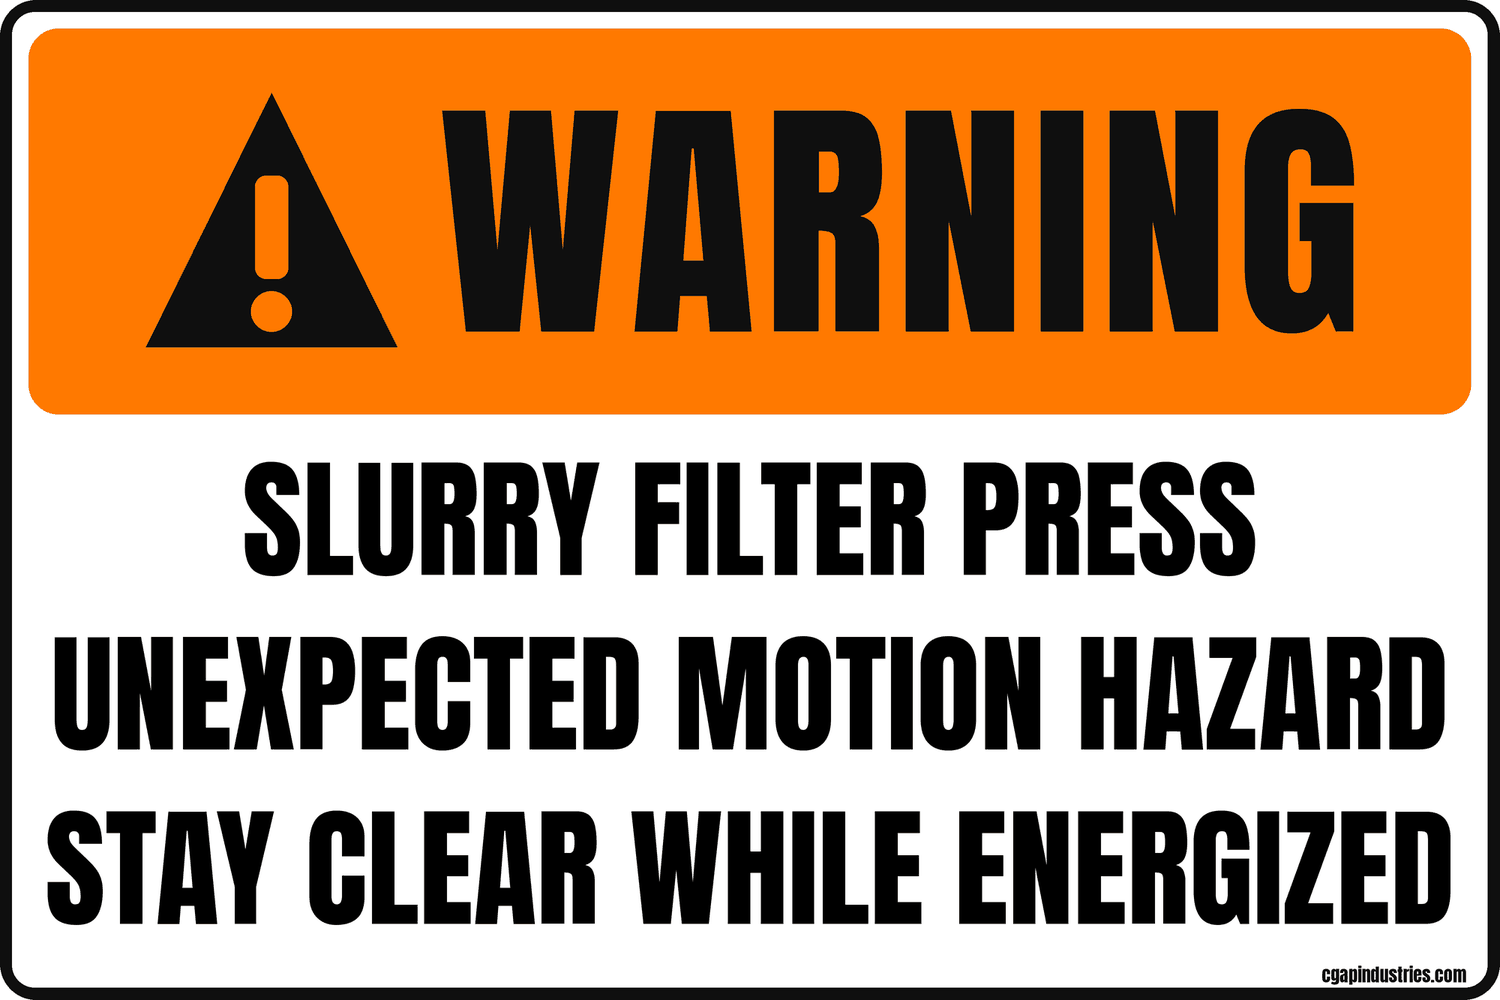 WARNING
SLURRY FILTER PRESS
UNEXPECTED MOTION HAZARD
STAY CLEAR WHILE ENERGIZED
cgapindustries.com